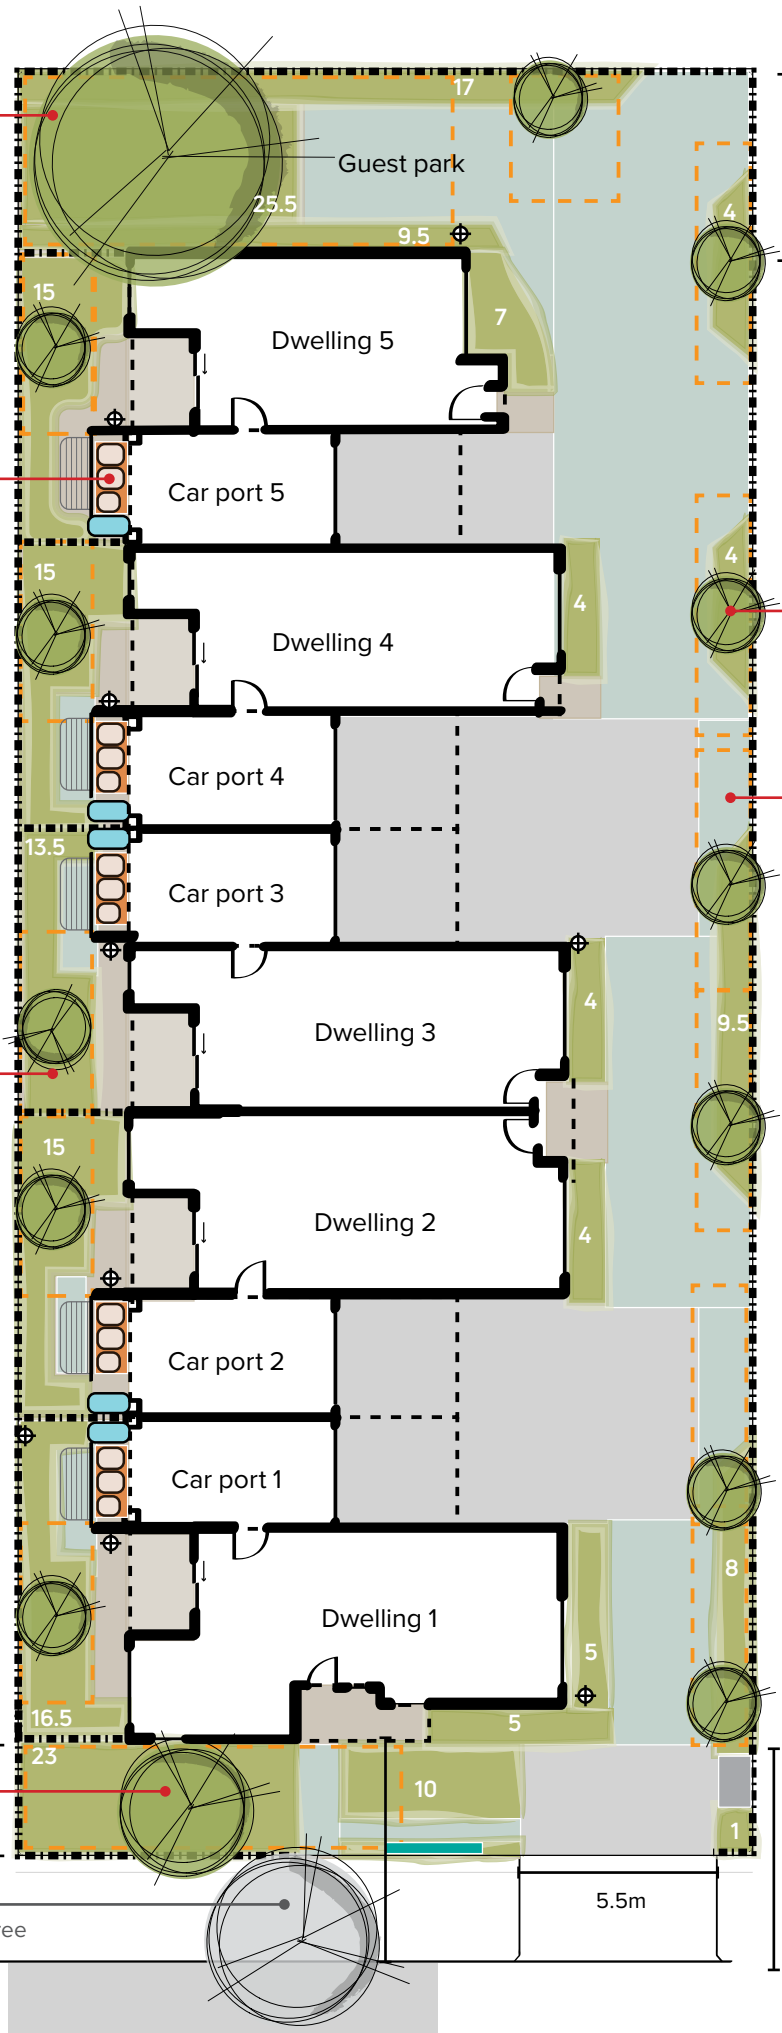 17
Guest park
25.5
4
9.5
15
7
Dwelling 5
Car port 5
4
15
4
Dwelling 4
Car port 4
13.5
Car port 3
4
9.5
Dwelling 3
15
Dwelling 2
4
Car port 2
Car port 1
8
Dwelling 1
5
16.5
5
23
10
1
5.5m
ree